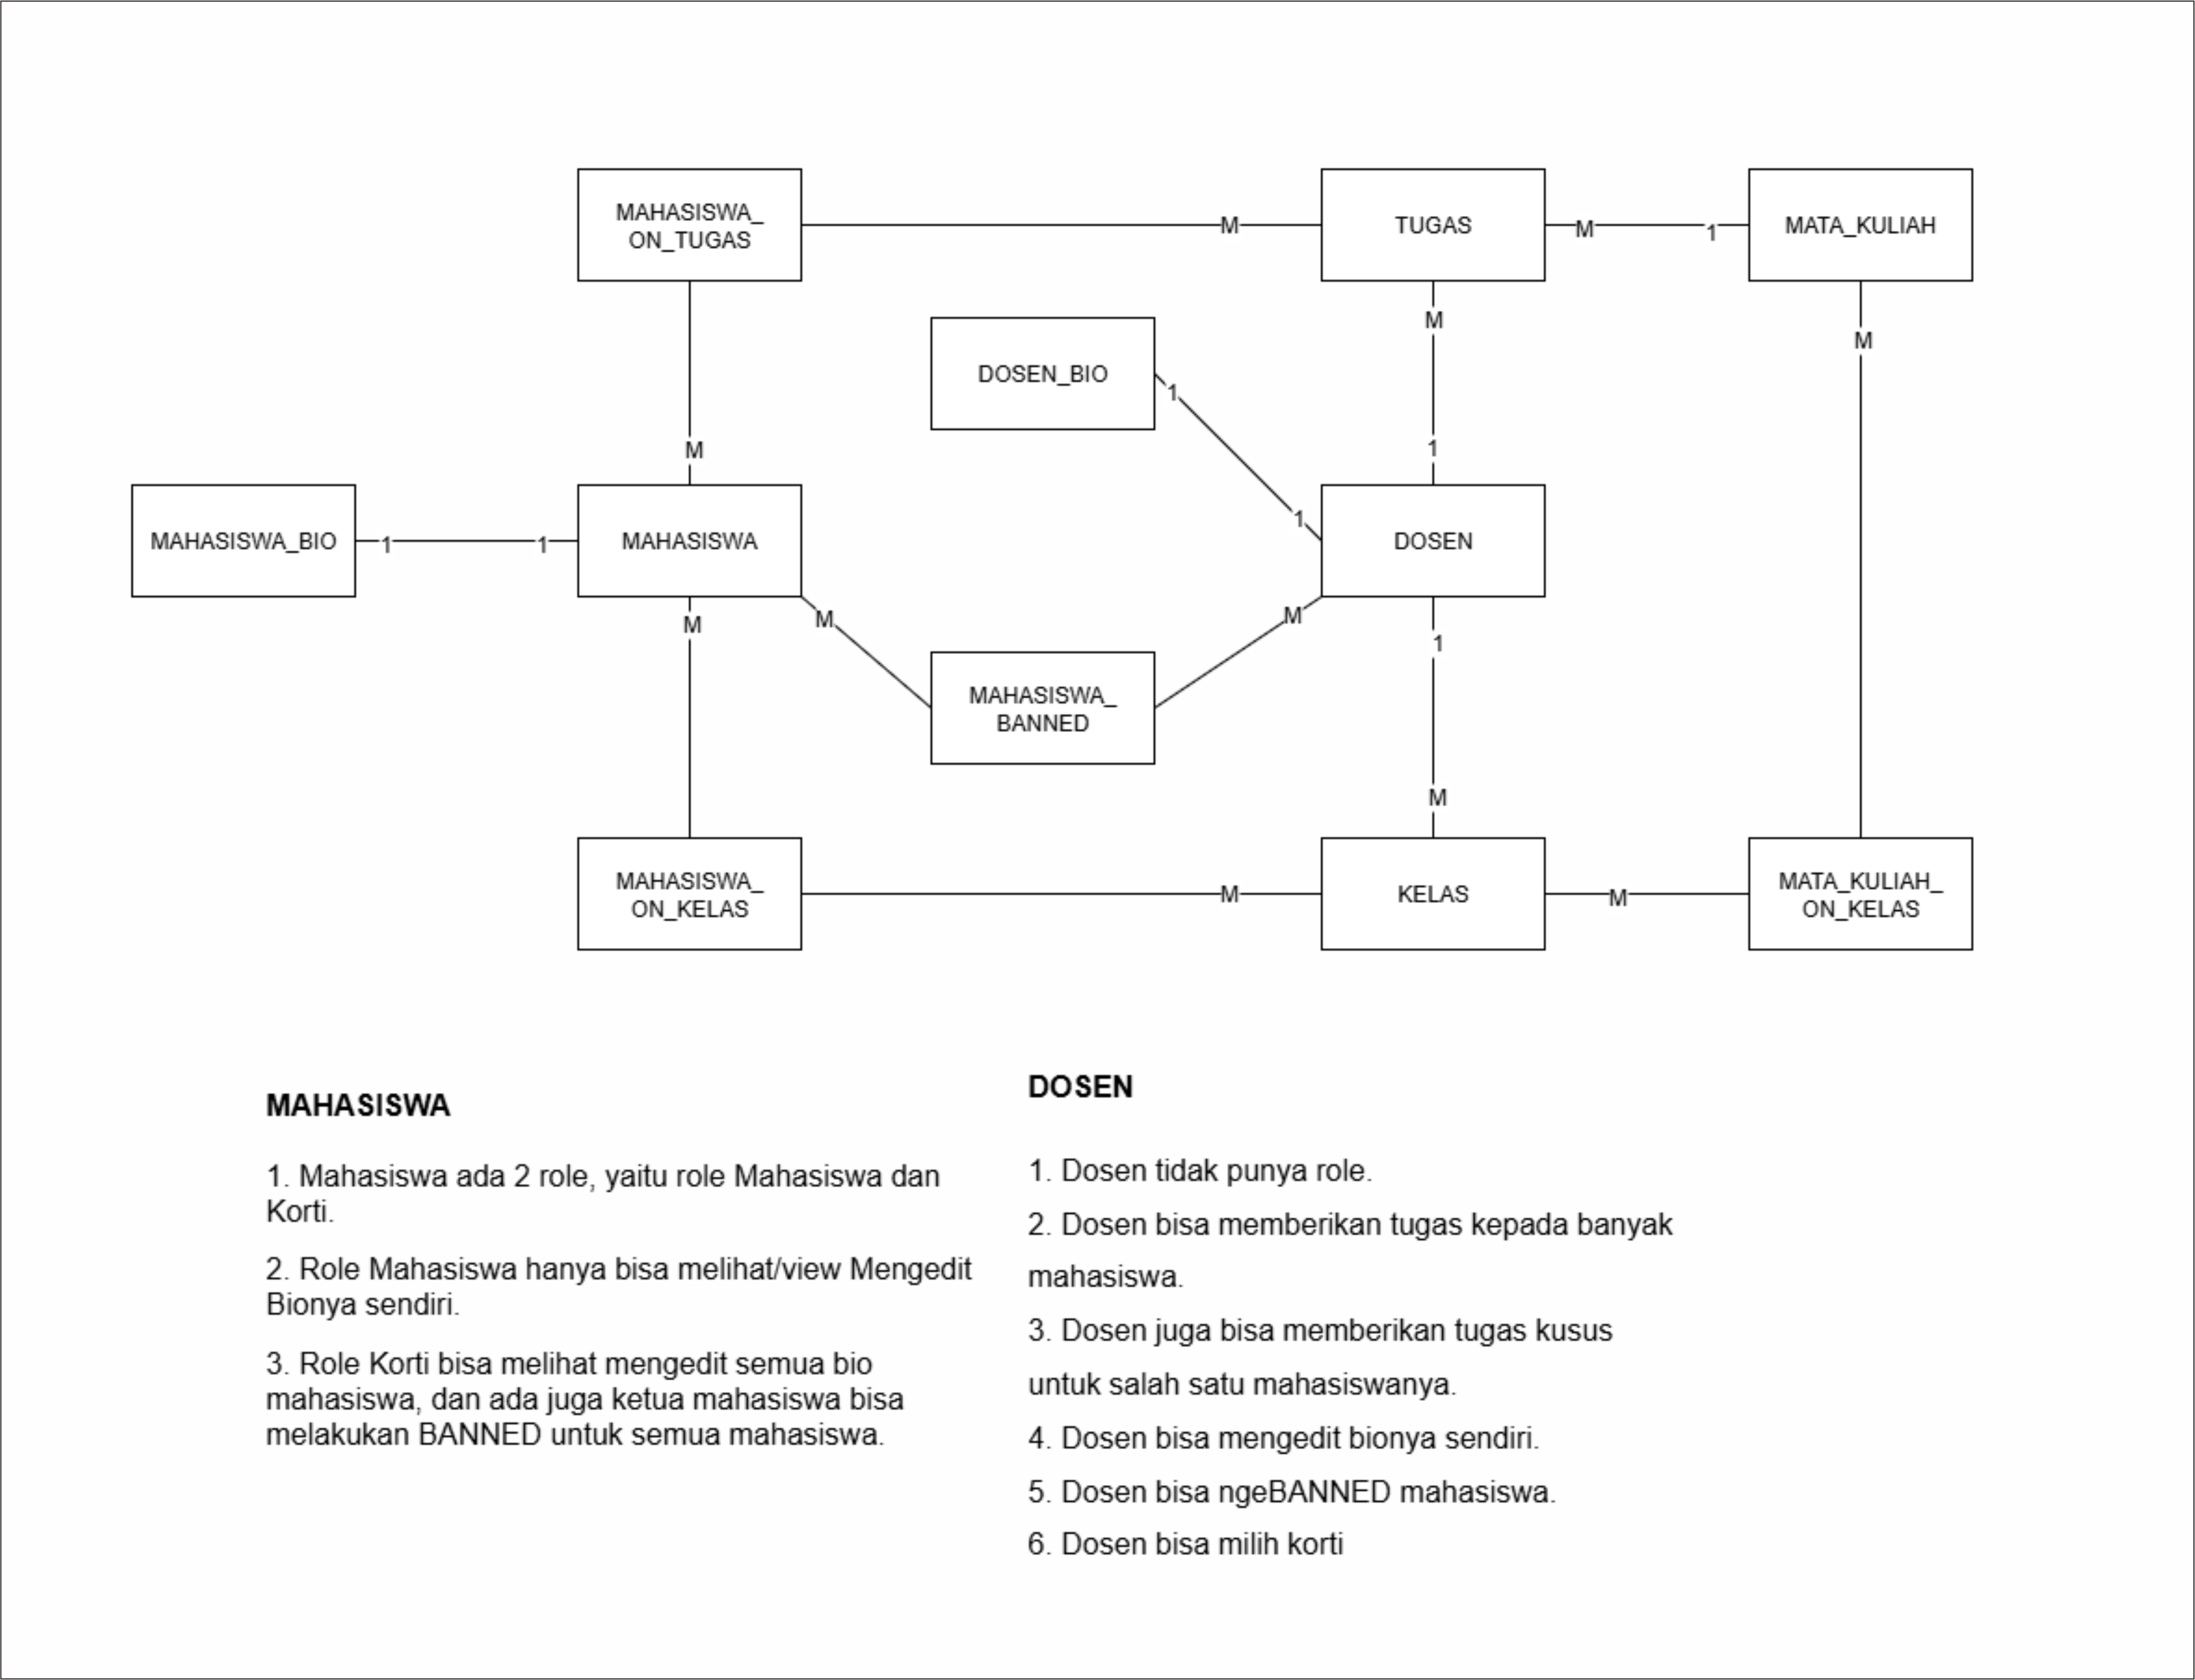 MAHASISWA_
ON_TUGAS
M
TUGAS
M
1
MATA_KULIAH
M
M
DOSEN_BIO
1
M
1
1
MAHASISWA_BIO
1
1
MAHASISWA
DOSEN
M
M
M
1
MAHASISWA_
BANNED
M
MAHASISWA_
ON_KELAS
M
KELAS
M
MATA_KULIAH_
ON_KELAS
MAHASISWA
1. Mahasiswa ada 2 role, yaitu role Mahasiswa dan
Korti.
2. Role Mahasiswa hanya bisa melihat/view Mengedit
Bionya sendiri.
3. Role Korti bisa melihat mengedit semua bio
mahasiswa, dan ada juga ketua mahasiswa bisa
melakukan BANNED untuk semua mahasiswa.
DOSEN
1. Dosen tidak punya role.
2. Dosen bisa memberikan tugas kepada banyak
mahasiswa.
3. Dosen juga bisa memberikan tugas kusus
untuk salah satu mahasiswanya.
4. Dosen bisa mengedit bionya sendiri.
5. Dosen bisa ngeBANNED mahasiswa.
6. Dosen bisa milih korti